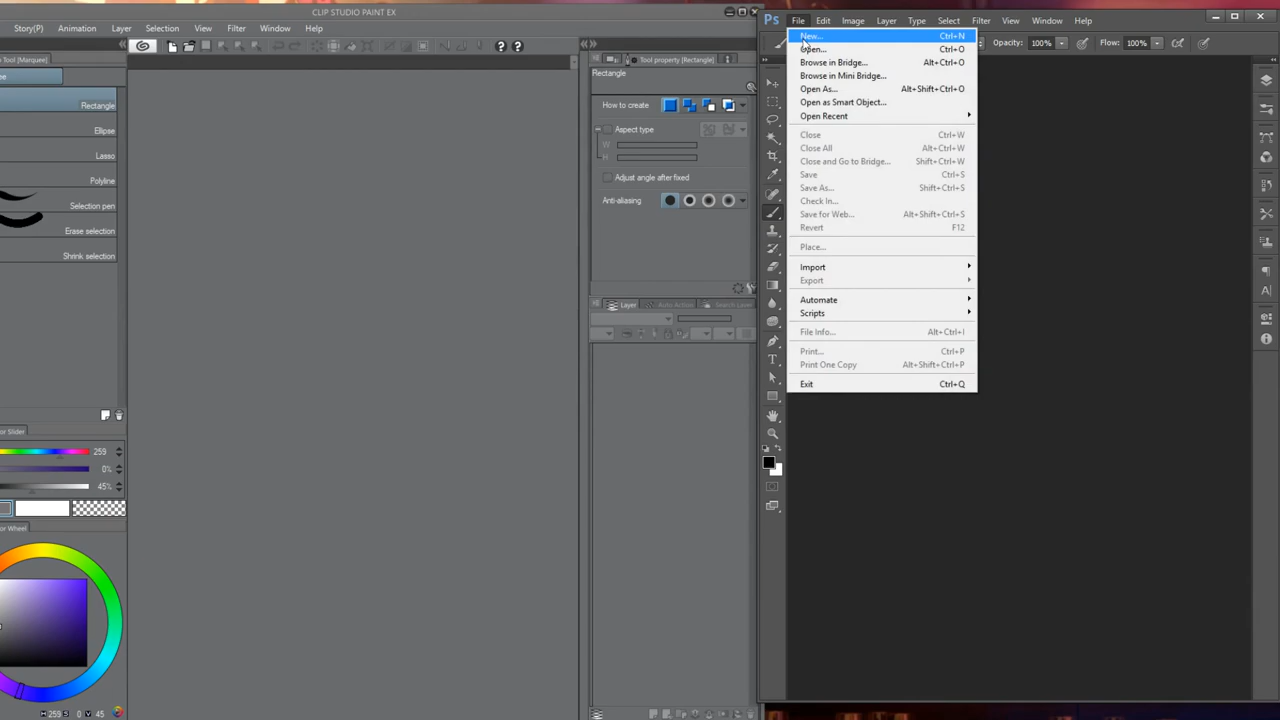 CLIP STUDIO PAINT EX
Story(P) Animation Layer Selection View Filter Window Help
Tool [Marquee]
Rectangle
Ellipse
Lasso
Polyline
Selection pen
Erase selection
Shrink selection
259
0%
45%
H 259 S 0 V 45
Tool property [Rectangle]
Rectangle
How to create
Aspect type
W
H
Adjust angle after fixed
Anti-aliasing
Layer Auto Action Search Layer
Ps File Edit Image Layer Type Select Filter View Window Help
Opacity: 100% Flow: 100%
New... Ctrl+N
Open... Ctrl+O
Browse in Bridge... Alt+Ctrl+O
Browse in Mini Bridge...
Open As... Alt+Shift+Ctrl+O
Open as Smart Object...
Open Recent
Close Ctrl+W
Close All Alt+Ctrl+W
Close and Go to Bridge... Shift+Ctrl+W
Save Ctrl+S
Save As... Shift+Ctrl+S
Check In...
Save for Web... Alt+Shift+Ctrl+S
Revert F12
Place...
Import
Export
Automate
Scripts
File Info... Alt+Ctrl+I
Print... Ctrl+P
Print One Copy Alt+Shift+Ctrl+P
Exit Ctrl+Q